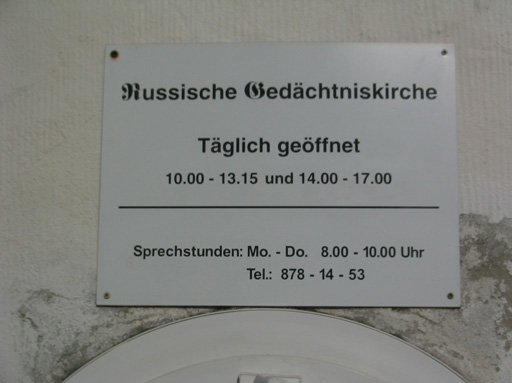 Russische Gedächtniskirche
Täglich geöffnet
10.00 - 13.15 und 14.00 - 17.00
Sprechstunden: Mo. - Do. 8.00 - 10.00 Uhr
Tel.: 878 - 14 - 53